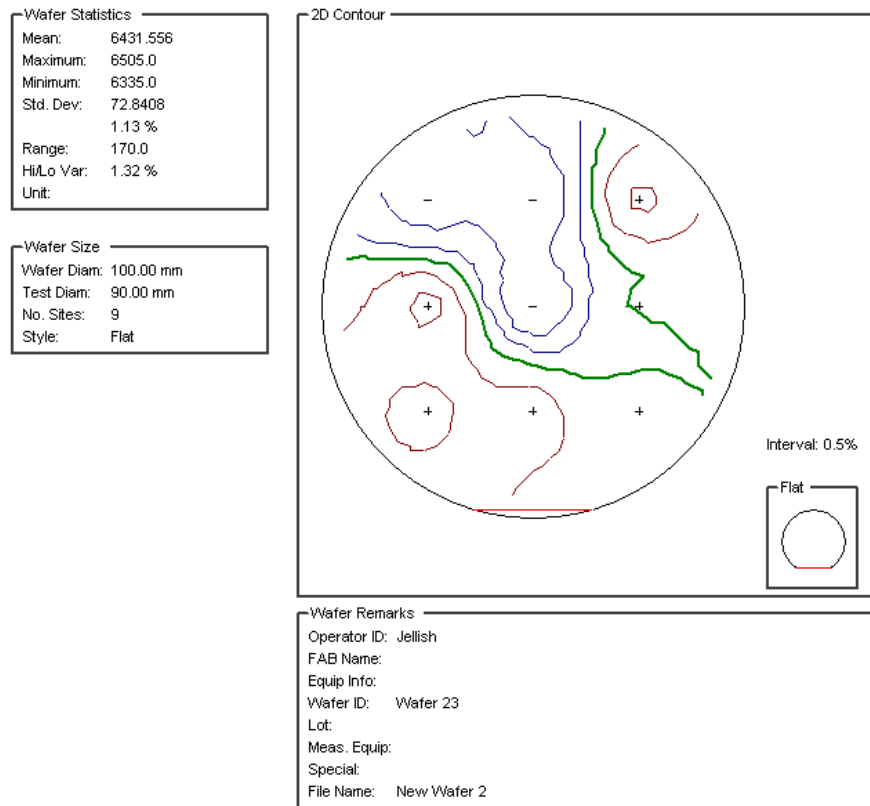 Wafer Statistics
Mean: 6431.556
Maximum: 6505.0
Minimum: 6335.0
Std. Dev: 72.8408
1.13 %
Range: 170.0
Hi/Lo Var: 1.32 %
Unit:
Wafer Size
Wafer Diam: 100.00 mm
Test Diam: 90.00 mm
No. Sites: 9
Style: Flat
2D Contour
Interval: 0.5%
Flat
Wafer Remarks
Operator ID: Jellish
FAB Name:
Equip Info:
Wafer ID: Wafer 23
Lot:
Meas. Equip:
Special:
File Name: New Wafer 2